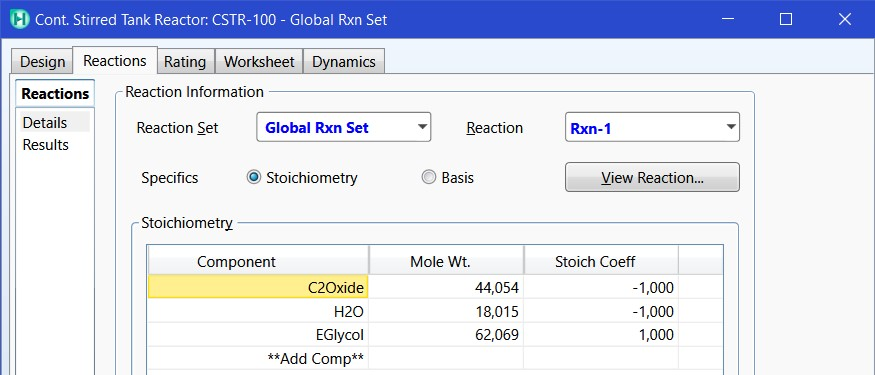 Cont. Stirred Tank Reactor: CSTR-100 - Global Rxn Set
Design Reactions Rating Worksheet Dynamics
Reactions
Details
Results
Reaction Information
Reaction Set Global Rxn Set Reaction Rxn-1
Specifics Stoichiometry Basis View Reaction...
Stoichiometry
Component Mole Wt. Stoich Coeff
C2Oxide 44,054 -1,000
H2O 18,015 -1,000
EGlycol 62,069 1,000
**Add Comp**